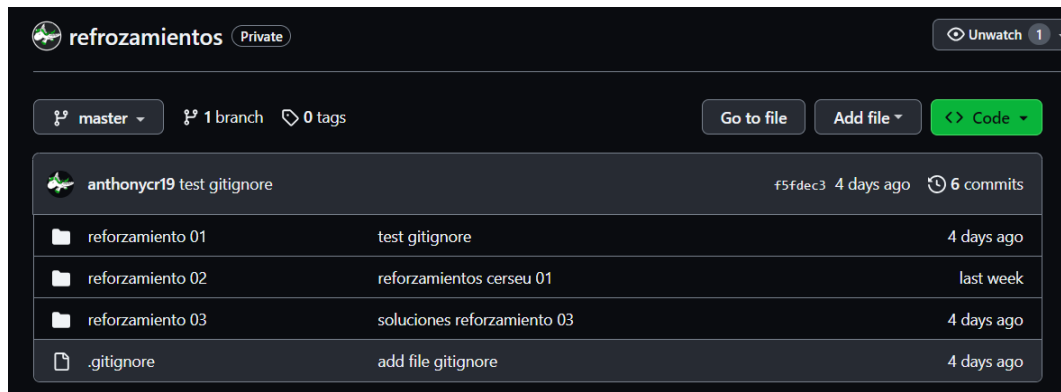 refrozamientos Private Unwatch 1
master 1 branch 0 tags Go to file Add file <> Code
anthonycr19 test gitignore f5fdec3 4 days ago 6 commits
reforzamiento 01 test gitignore 4 days ago
reforzamiento 02 reforzamientos cerseu 01 last week
reforzamiento 03 soluciones reforzamiento 03 4 days ago
.gitignore add file gitignore 4 days ago